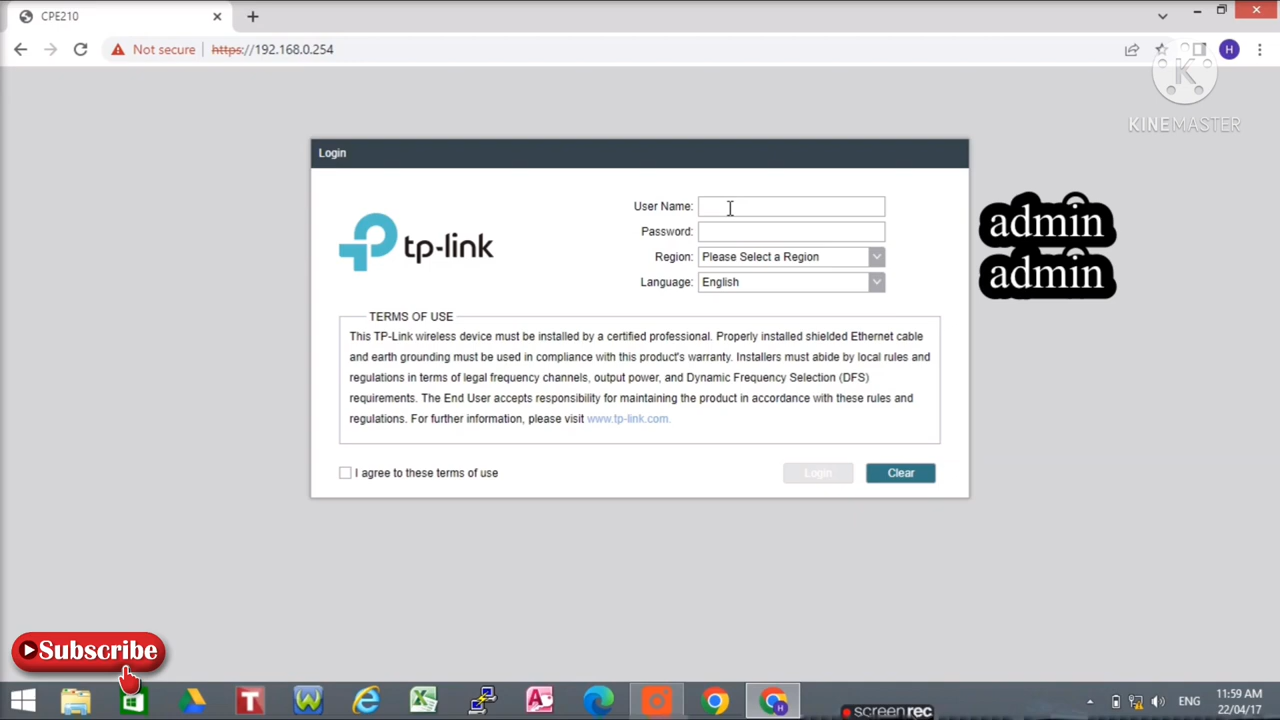 CPE210
Not secure
https://192.168.0.254
H
K
KINEMASTER
Login
tp-link
User Name:
Password:
Region: Please Select a Region
Language: English
admin
admin
TERMS OF USE
This TP-Link wireless device must be installed by a certified professional. Properly installed shielded Ethernet cable
and earth grounding must be used in compliance with this product's warranty. Installers must abide by local rules and
regulations in terms of legal frequency channels, output power, and Dynamic Frequency Selection (DFS)
requirements. The End User accepts responsibility for maintaining the product in accordance with these rules and
regulations. For further information, please visit www.tp-link.com.
I agree to these terms of use
Login
Clear
Subscribe
screenrec
ENG
11:59 AM
22/04/17